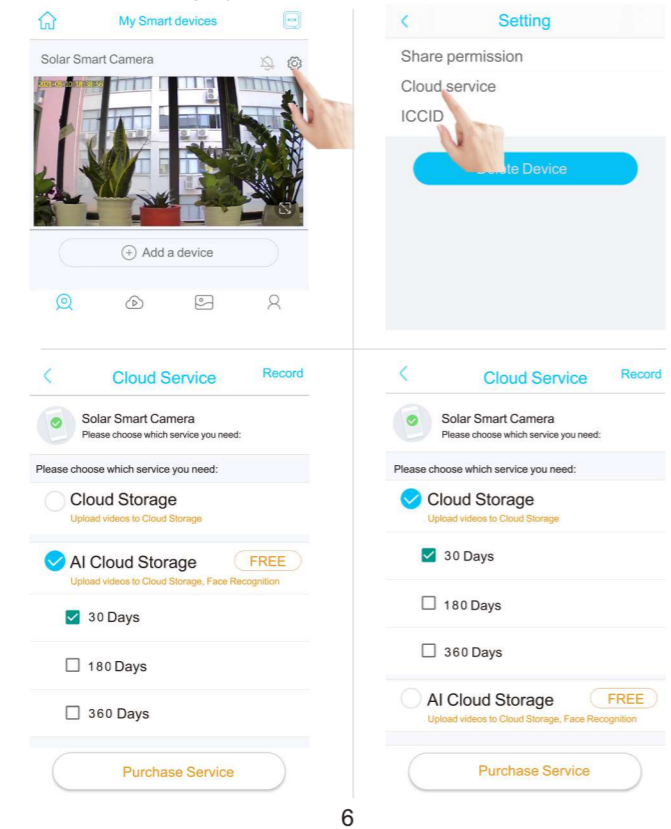 My Smart devices
Solar Smart Camera
Add a device
Setting
Share permission
Cloud service
ICCID
Device
Cloud Service Record
Solar Smart Camera
Please choose which service you need:
Please choose which service you need:
Cloud Storage
Upload videos to Cloud Storage
AI Cloud Storage FREE
Upload videos to Cloud Storage, Face Recognition
30 Days
180 Days
360 Days
Purchase Service
Cloud Service Record
Solar Smart Camera
Please choose which service you need:
Please choose which service you need:
Cloud Storage
Upload videos to Cloud Storage
30 Days
180 Days
360 Days
AI Cloud Storage FREE
Upload videos to Cloud Storage, Face Recognition
Purchase Service
6